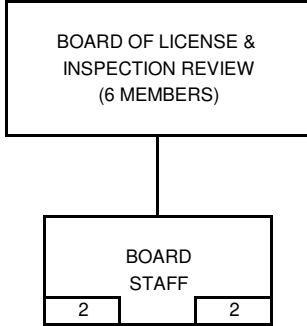 BOARD OF LICENSE &
INSPECTION REVIEW
(6 MEMBERS)
BOARD
STAFF
2 2